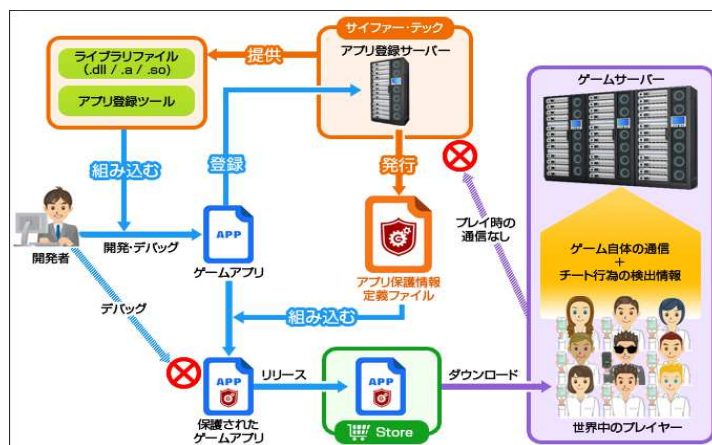 サイファー・テック
アプリ登録サーバー
提供
ライブラリファイル
(.dll / .a / .so)
アプリ登録ツール
ゲームサーバー
組み込む
登録
発行
プレイ時の
通信なし
開発者
開発・デバッグ
APP
ゲームアプリ
アプリ保護情報
定義ファイル
ゲーム自体の通信
+
チート行為の検出情報
デバッグ
組み込む
APP
リリース
APP
ダウンロード
保護された
ゲームアプリ
Store
世界中のプレイヤー